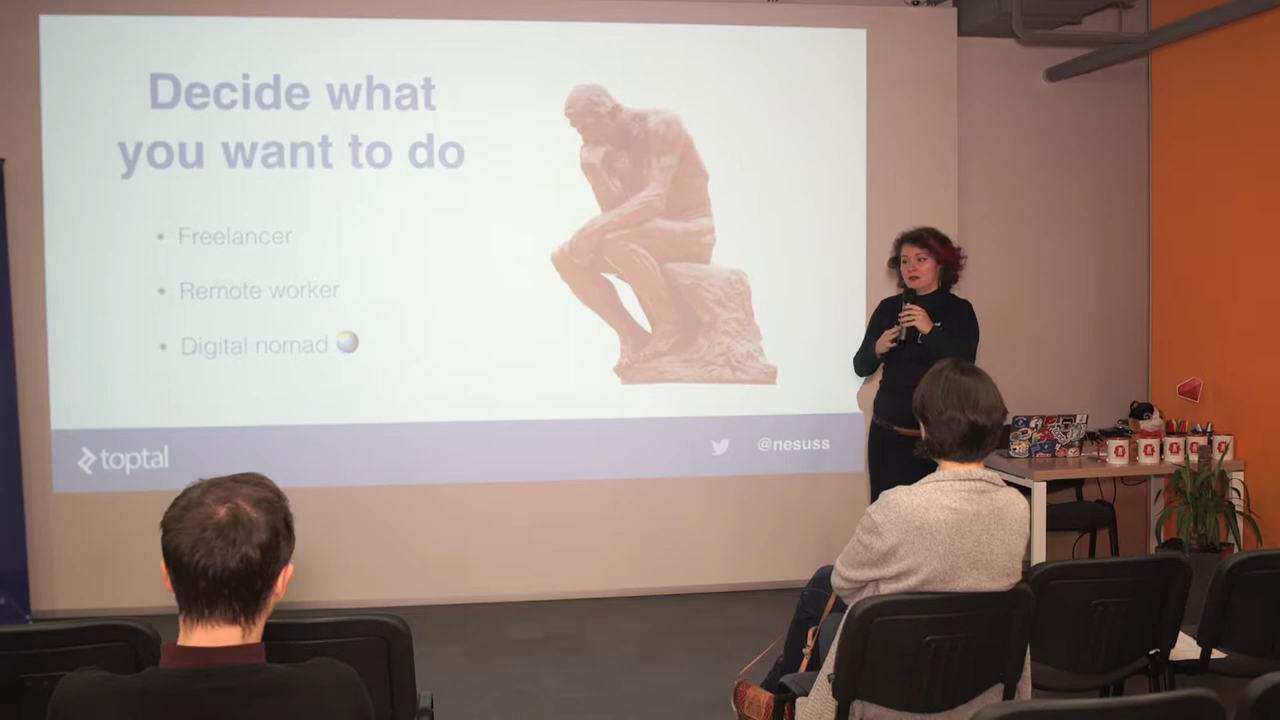 Decide what
you want to do
• Freelancer
• Remote worker
• Digital nomad
toptal
@nesuss